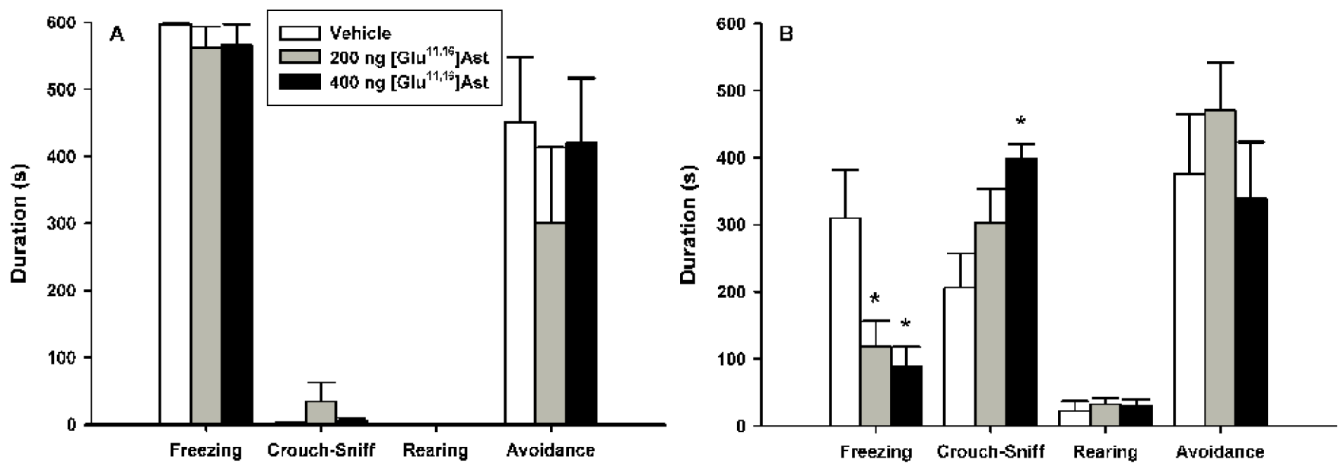 A
Vehicle
200 ng [Glu11,16]Ast
400 ng [Glu11,16]Ast
Duration (s)
600
500
400
300
200
100
0
Freezing Crouch-Sniff Rearing Avoidance
B
Duration (s)
600
500
400
300
200
100
0
* * *
Freezing Crouch-Sniff Rearing Avoidance